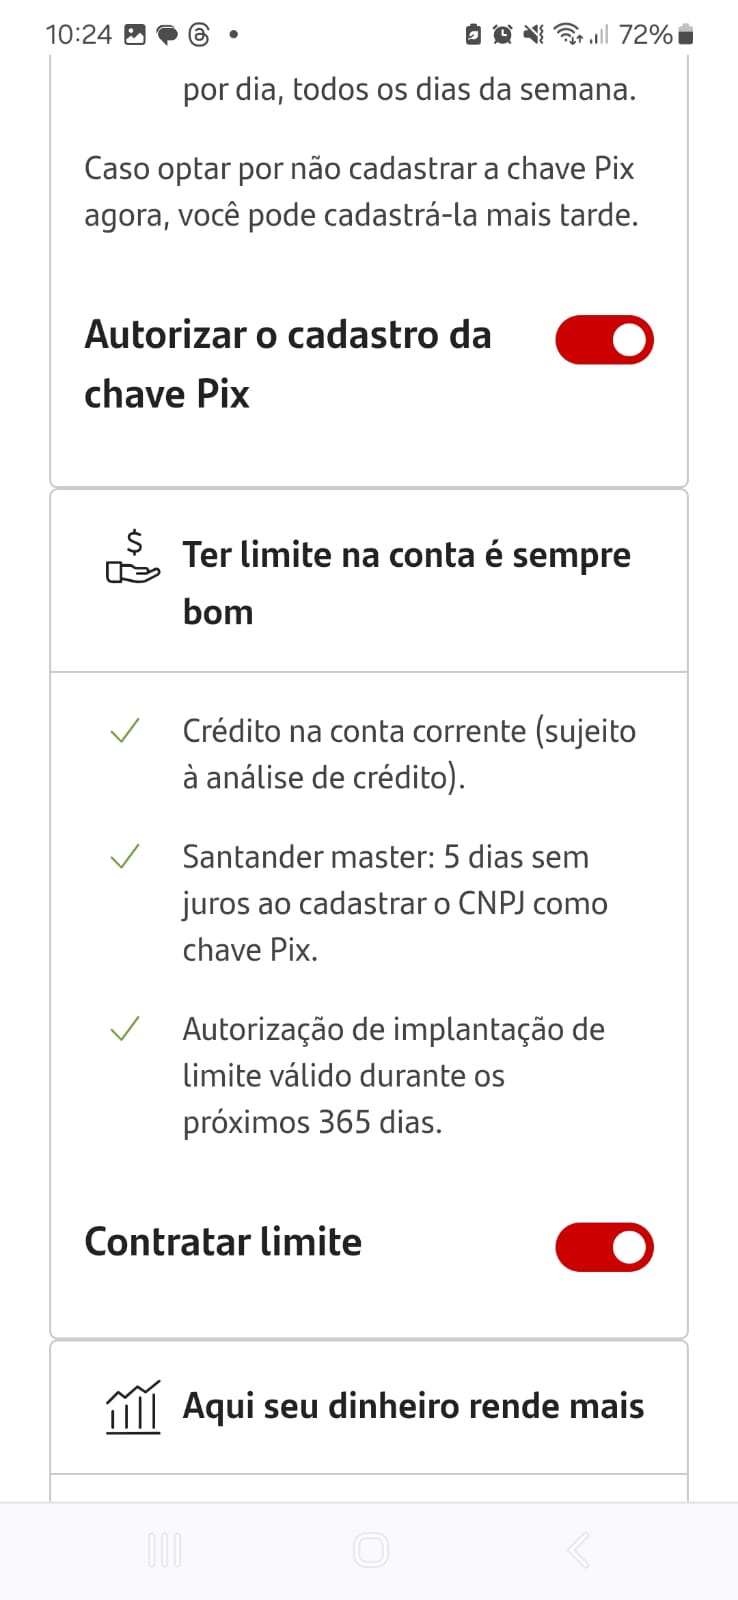 10:24
72%
por dia, todos os dias da semana.
Caso optar por não cadastrar a chave Pix
agora, você pode cadastrá-la mais tarde.
Autorizar o cadastro da
chave Pix
$
Ter limite na conta é sempre
bom
Crédito na conta corrente (sujeito
à análise de crédito).
Santander master: 5 dias sem
juros ao cadastrar o CNPJ como
chave Pix.
Autorização de implantação de
limite válido durante os
próximos 365 dias.
Contratar limite
Aqui seu dinheiro rende mais